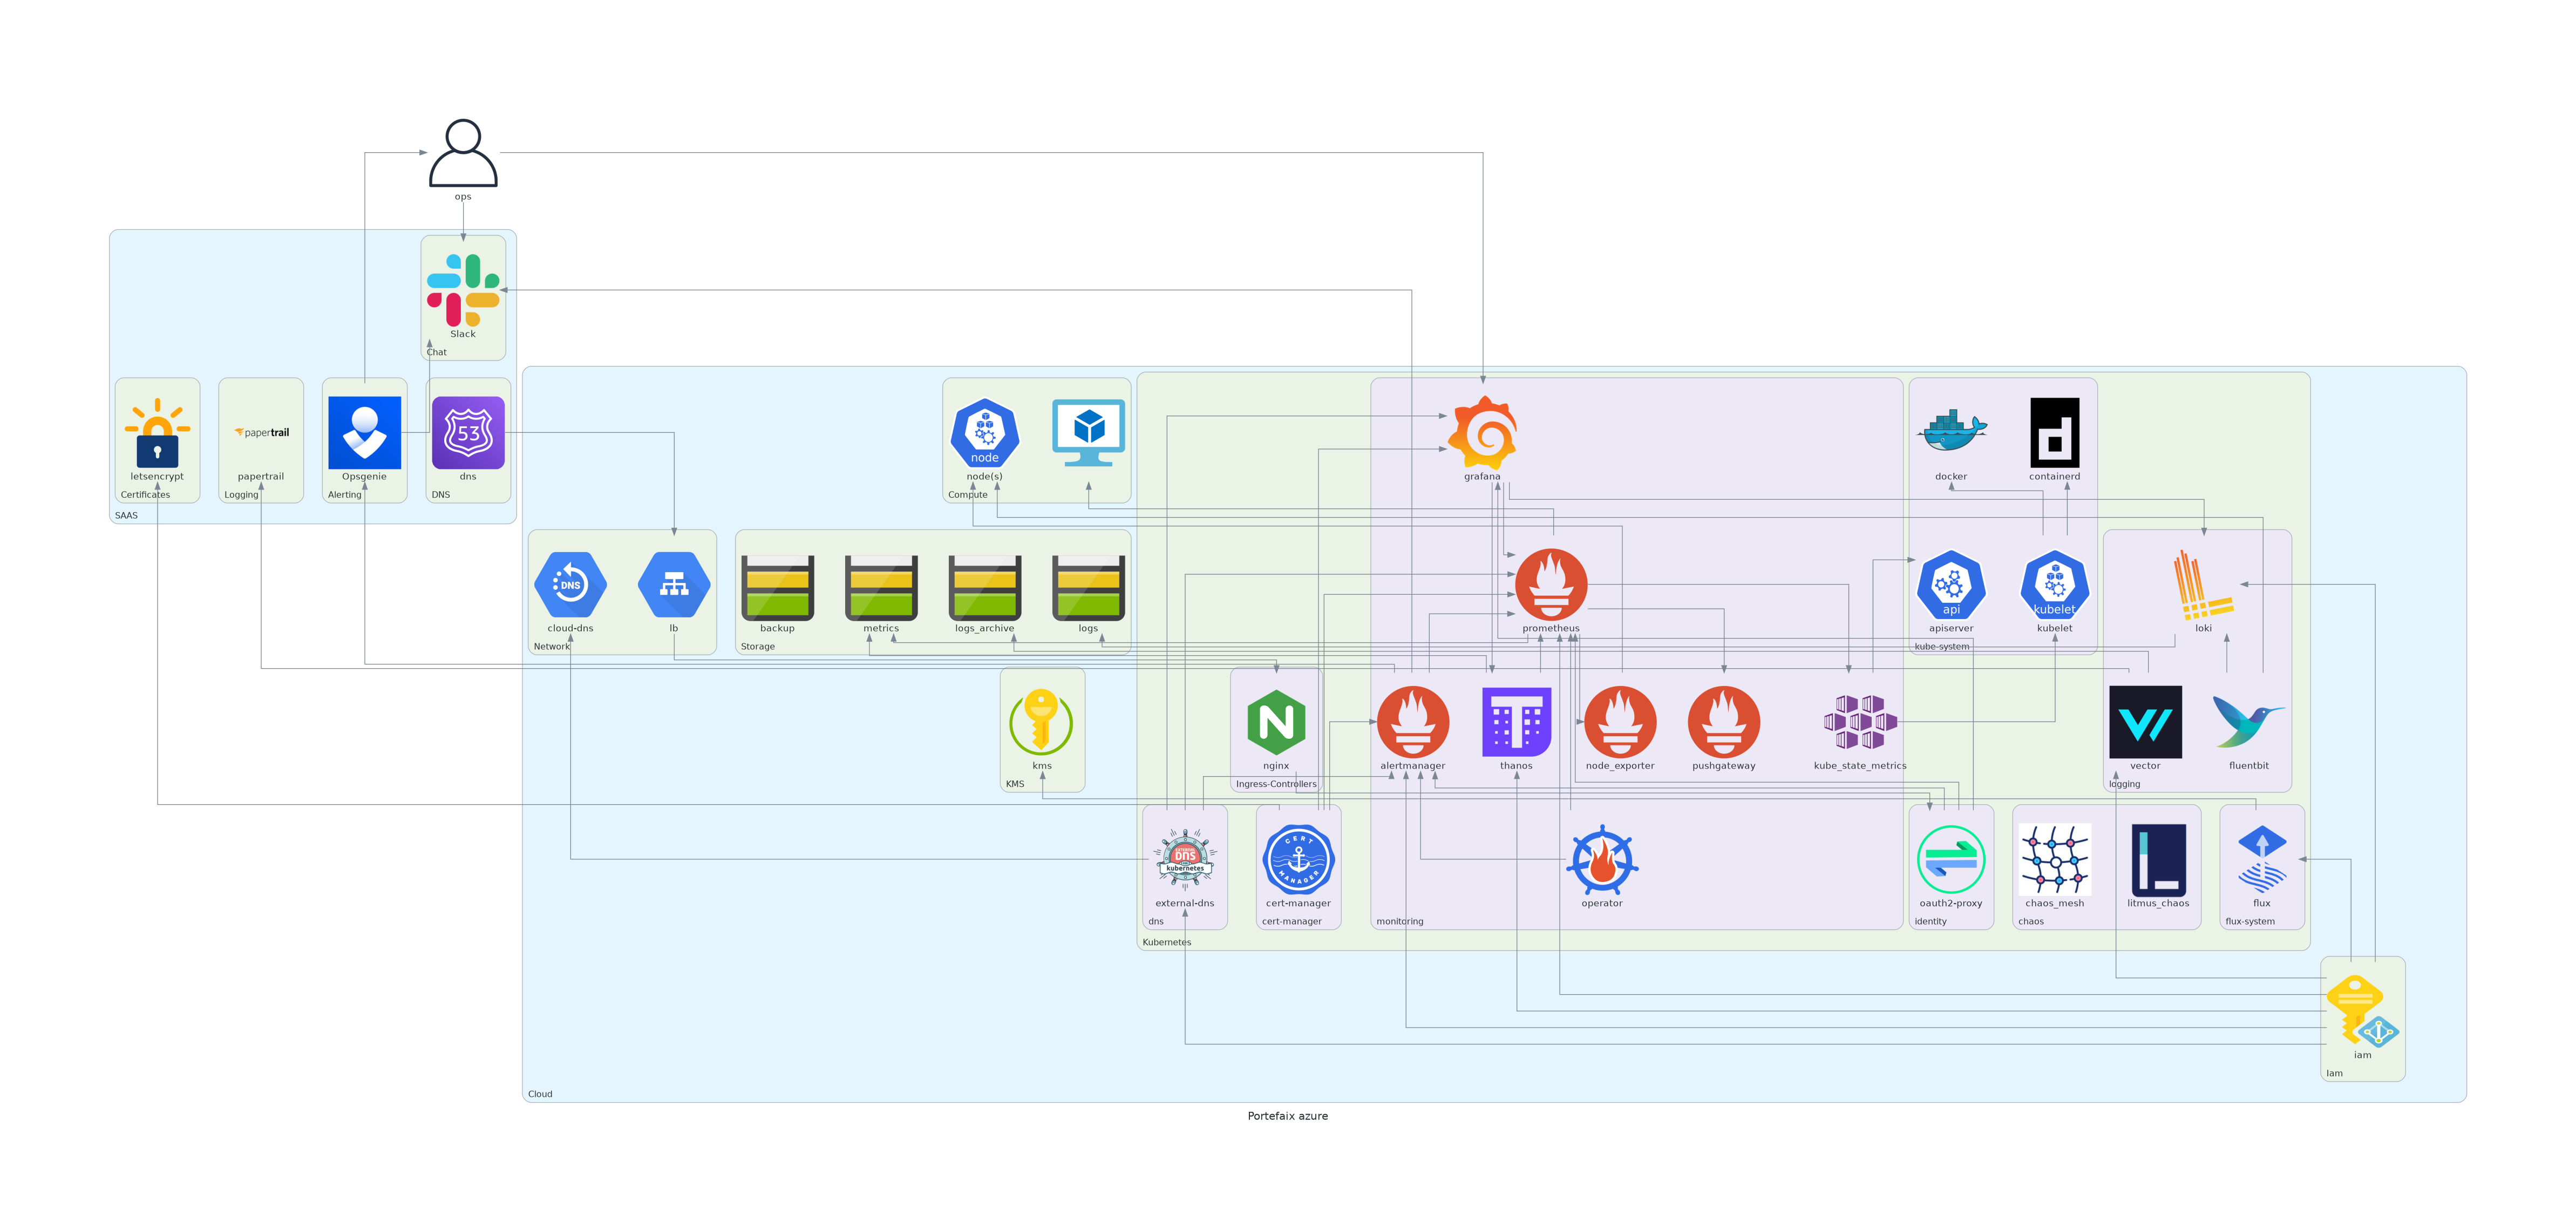 ops
Slack
Chat
letsencrypt
Certificates
papertrail
papertrail
Logging
Opsgenie
Alerting
53
dns
DNS
SAAS
node
node(s)
Compute
grafana
docker
containerd
DNS
cloud-dns
lb
Network
backup
metrics
logs_archive
logs
Storage
prometheus
api
apiserver
kubelet
kubelet
kube-system
loki
kms
KMS
nginx
Ingress-Controllers
alertmanager
thanos
node_exporter
pushgateway
kube_state_metrics
vector
fluentbit
logging
EXTERNAL
DNS
kubernetes
external-dns
dns
CERT
MANAGER
cert-manager
cert-manager
operator
monitoring
oauth2-proxy
identity
chaos_mesh
litmus_chaos
chaos
flux
flux-system
Kubernetes
iam
Iam
Cloud
Portefaix azure